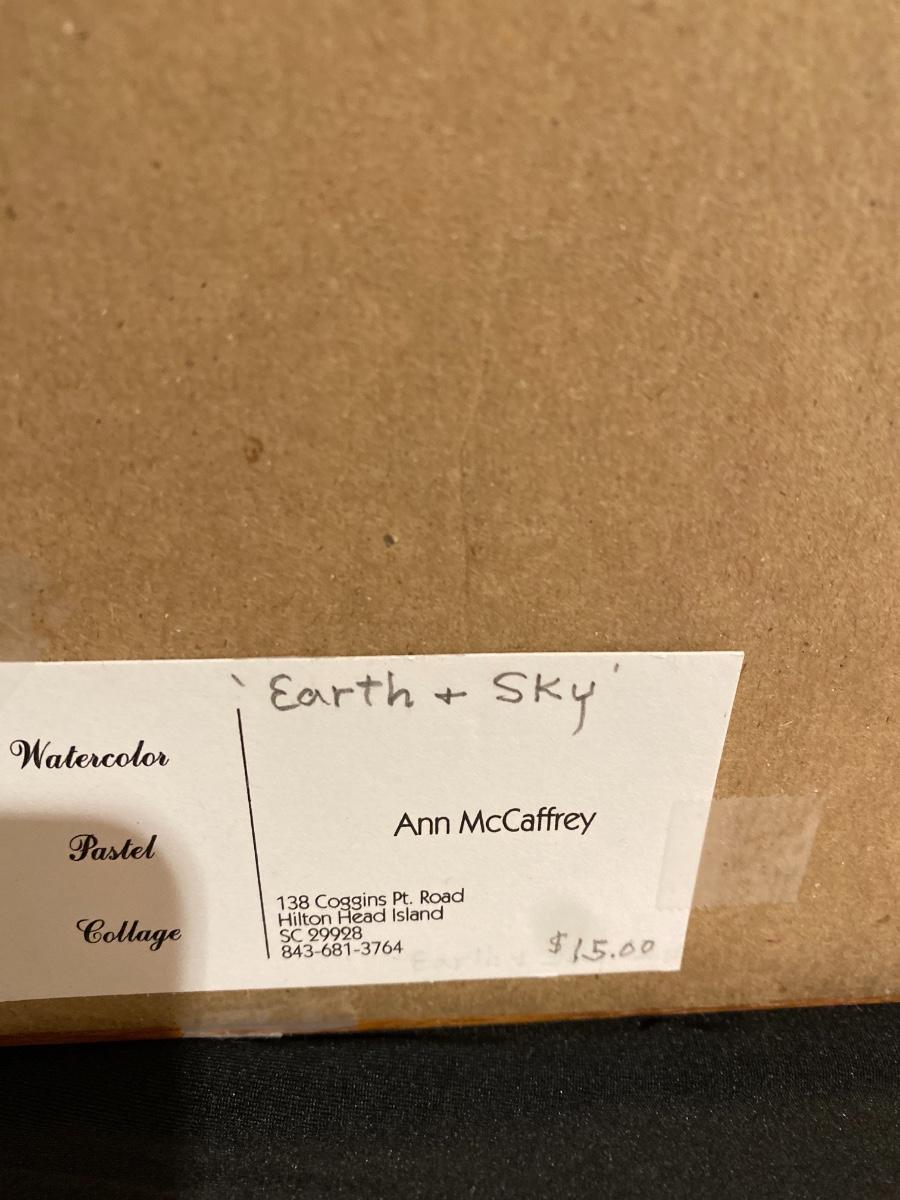 ' Earth + Sky '
Watercolor
Pastel
Collage
Ann McCaffrey
138 Coggins Pt. Road
Hilton Head Island
SC 29928
843-681-3764
Earth
$15.00